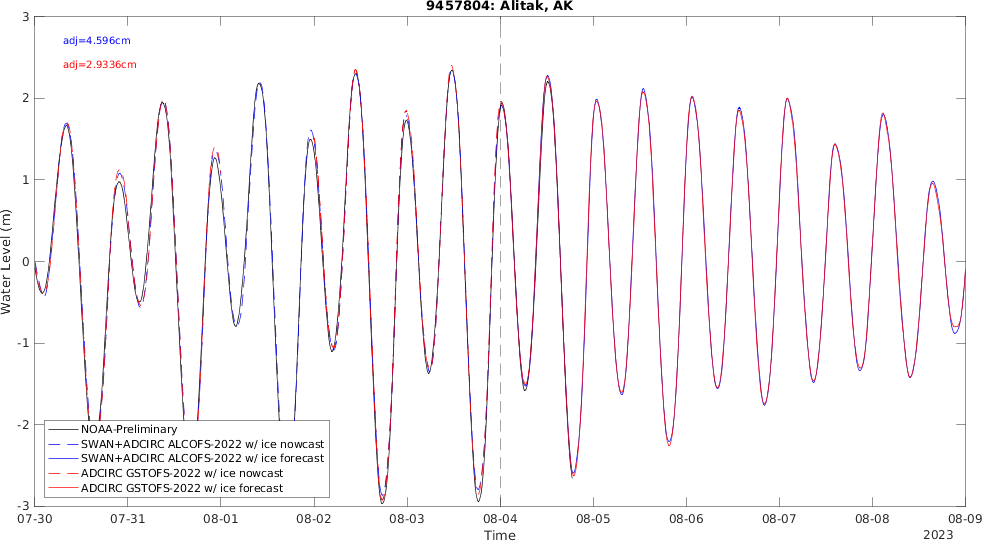 9457804: Alitak, AK
adj=4.596cm
adj=2.9336cm
3
2
1
0
-1
-2
-3
Water Level (m)
NOAA-Preliminary
SWAN+ADCIRC ALCOFS-2022 w/ ice nowcast
SWAN+ADCIRC ALCOFS-2022 w/ ice forecast
ADCIRC GSTOFS-2022 w/ ice nowcast
ADCIRC GSTOFS-2022 w/ ice forecast
07-30 07-31 08-01 08-02 08-03 08-04 08-05 08-06 08-07 08-08 08-09
Time
2023